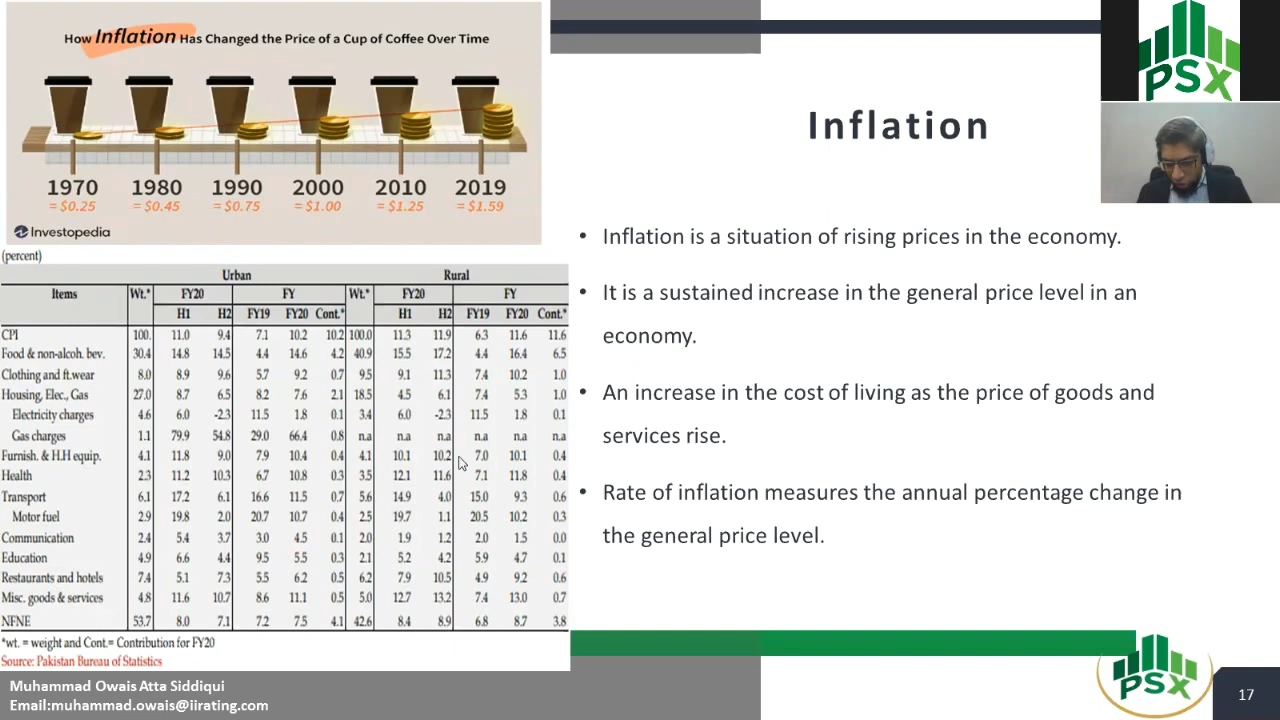 How Inflation Has Changed the Price of a Cup of Coffee Over Time
1970 1980 1990 2000 2010 2019
= $0.25 = $0.45 = $0.75 = $1.00 = $1.25 = $1.59
Investopedia
(percent)
Urban Rural
Items Wt.* FY20 FY Wt.* FY20 FY
H1 H2 FY19 FY20 Cont.* H1 H2 FY19 FY20 Cont.*
CPI 100. 11.0 9.4 7.1 10.2 10.2 100.0 11.3 11.9 6.3 11.6 11.6
Food & non-alcoh. bev. 30.4 14.8 14.5 4.4 14.6 4.2 40.9 15.5 17.2 4.4 16.4 6.5
Clothing and ft.wear 8.0 8.9 9.6 5.7 9.2 0.7 9.5 9.1 11.3 7.4 10.2 1.0
Housing, Elec., Gas 27.0 8.7 6.5 8.2 7.6 2.1 18.5 4.5 6.1 7.4 5.3 1.0
Electricity charges 4.6 6.0 -2.3 11.5 1.8 0.1 3.4 6.0 -2.3 11.5 1.8 0.1
Gas charges 1.1 79.9 54.8 29.0 66.4 0.8 n.a n.a n.a n.a n.a n.a
Furnish. & H.H equip. 4.1 11.8 9.0 7.9 10.4 0.4 4.1 10.1 10.2 7.0 10.1 0.4
Health 2.3 11.2 10.3 6.7 10.8 0.3 3.5 12.1 11.6 7.1 11.8 0.4
Transport 6.1 17.2 6.1 16.6 11.5 0.7 5.6 14.9 4.0 15.0 9.3 0.6
Motor fuel 2.9 19.8 2.0 20.7 10.7 0.4 2.5 19.7 1.1 20.5 10.2 0.3
Communication 2.4 5.4 3.7 3.0 4.5 0.1 2.0 1.9 1.2 2.0 1.5 0.0
Education 4.9 6.6 4.4 9.5 5.5 0.3 2.1 5.2 4.2 5.9 4.7 0.1
Restaurants and hotels 7.4 5.1 7.3 5.5 6.2 0.5 6.2 7.9 10.5 4.9 9.2 0.6
Misc. goods & services 4.8 11.6 10.7 8.6 11.1 0.5 5.0 12.7 13.2 7.4 13.0 0.7
NFNE 53.7 8.0 7.1 7.2 7.5 4.1 42.6 8.4 8.9 6.8 8.7 3.8
*wt. = weight and Cont.= Contribution for FY20
Source: Pakistan Bureau of Statistics
Muhammad Owais Atta Siddiqui
Email:muhammad.owais@iirating.com
PSX
Inflation
• Inflation is a situation of rising prices in the economy.
• It is a sustained increase in the general price level in an
economy.
• An increase in the cost of living as the price of goods and
services rise.
• Rate of inflation measures the annual percentage change in
the general price level.
PSX
17